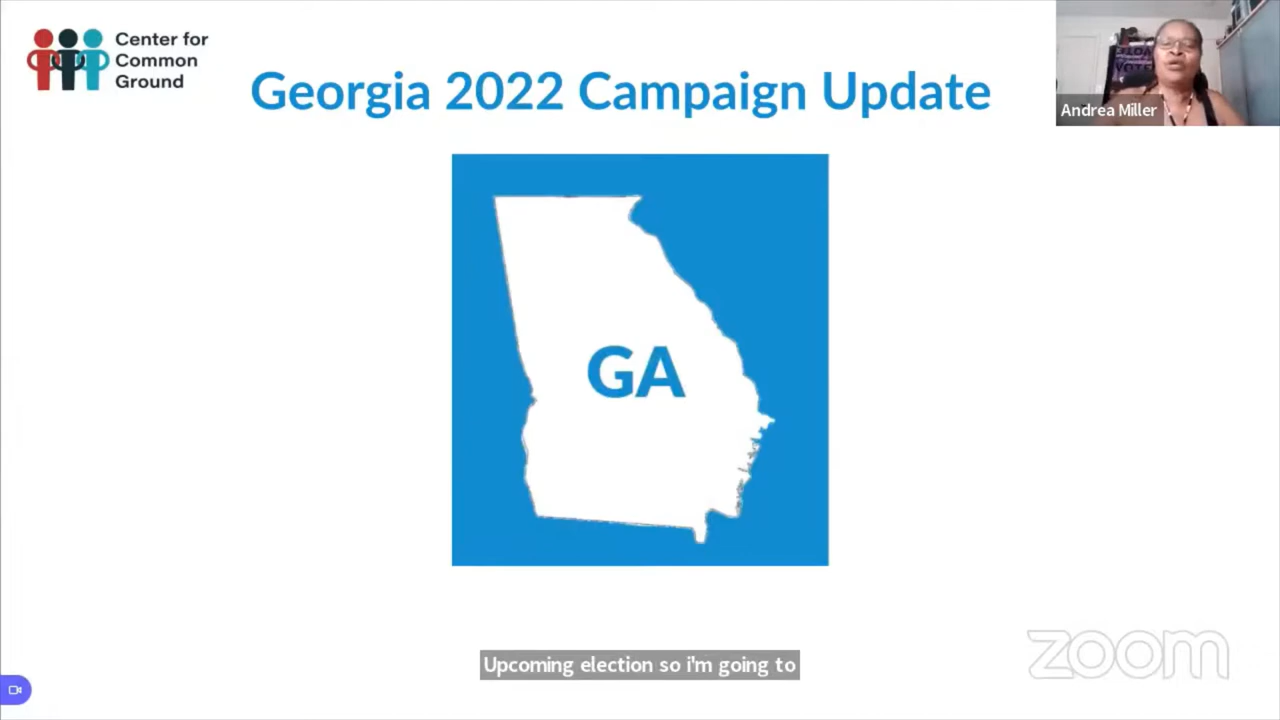 Center for
Common
Ground
Georgia 2022 Campaign Update
Andrea Miller
GA
Upcoming election so i'm going to
zoom